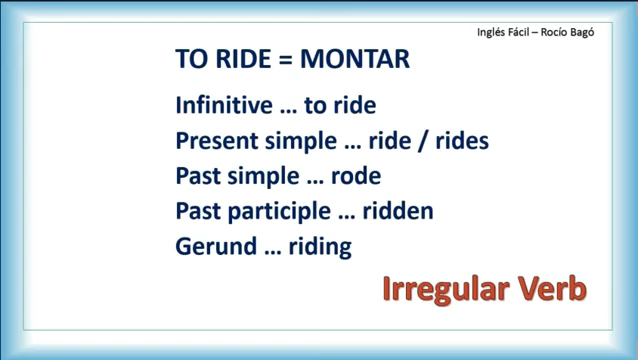 Inglés Fácil – Rocío Bagó
TO RIDE = MONTAR
Infinitive ... to ride
Present simple ... ride / rides
Past simple ... rode
Past participle ... ridden
Gerund ... riding
Irregular Verb